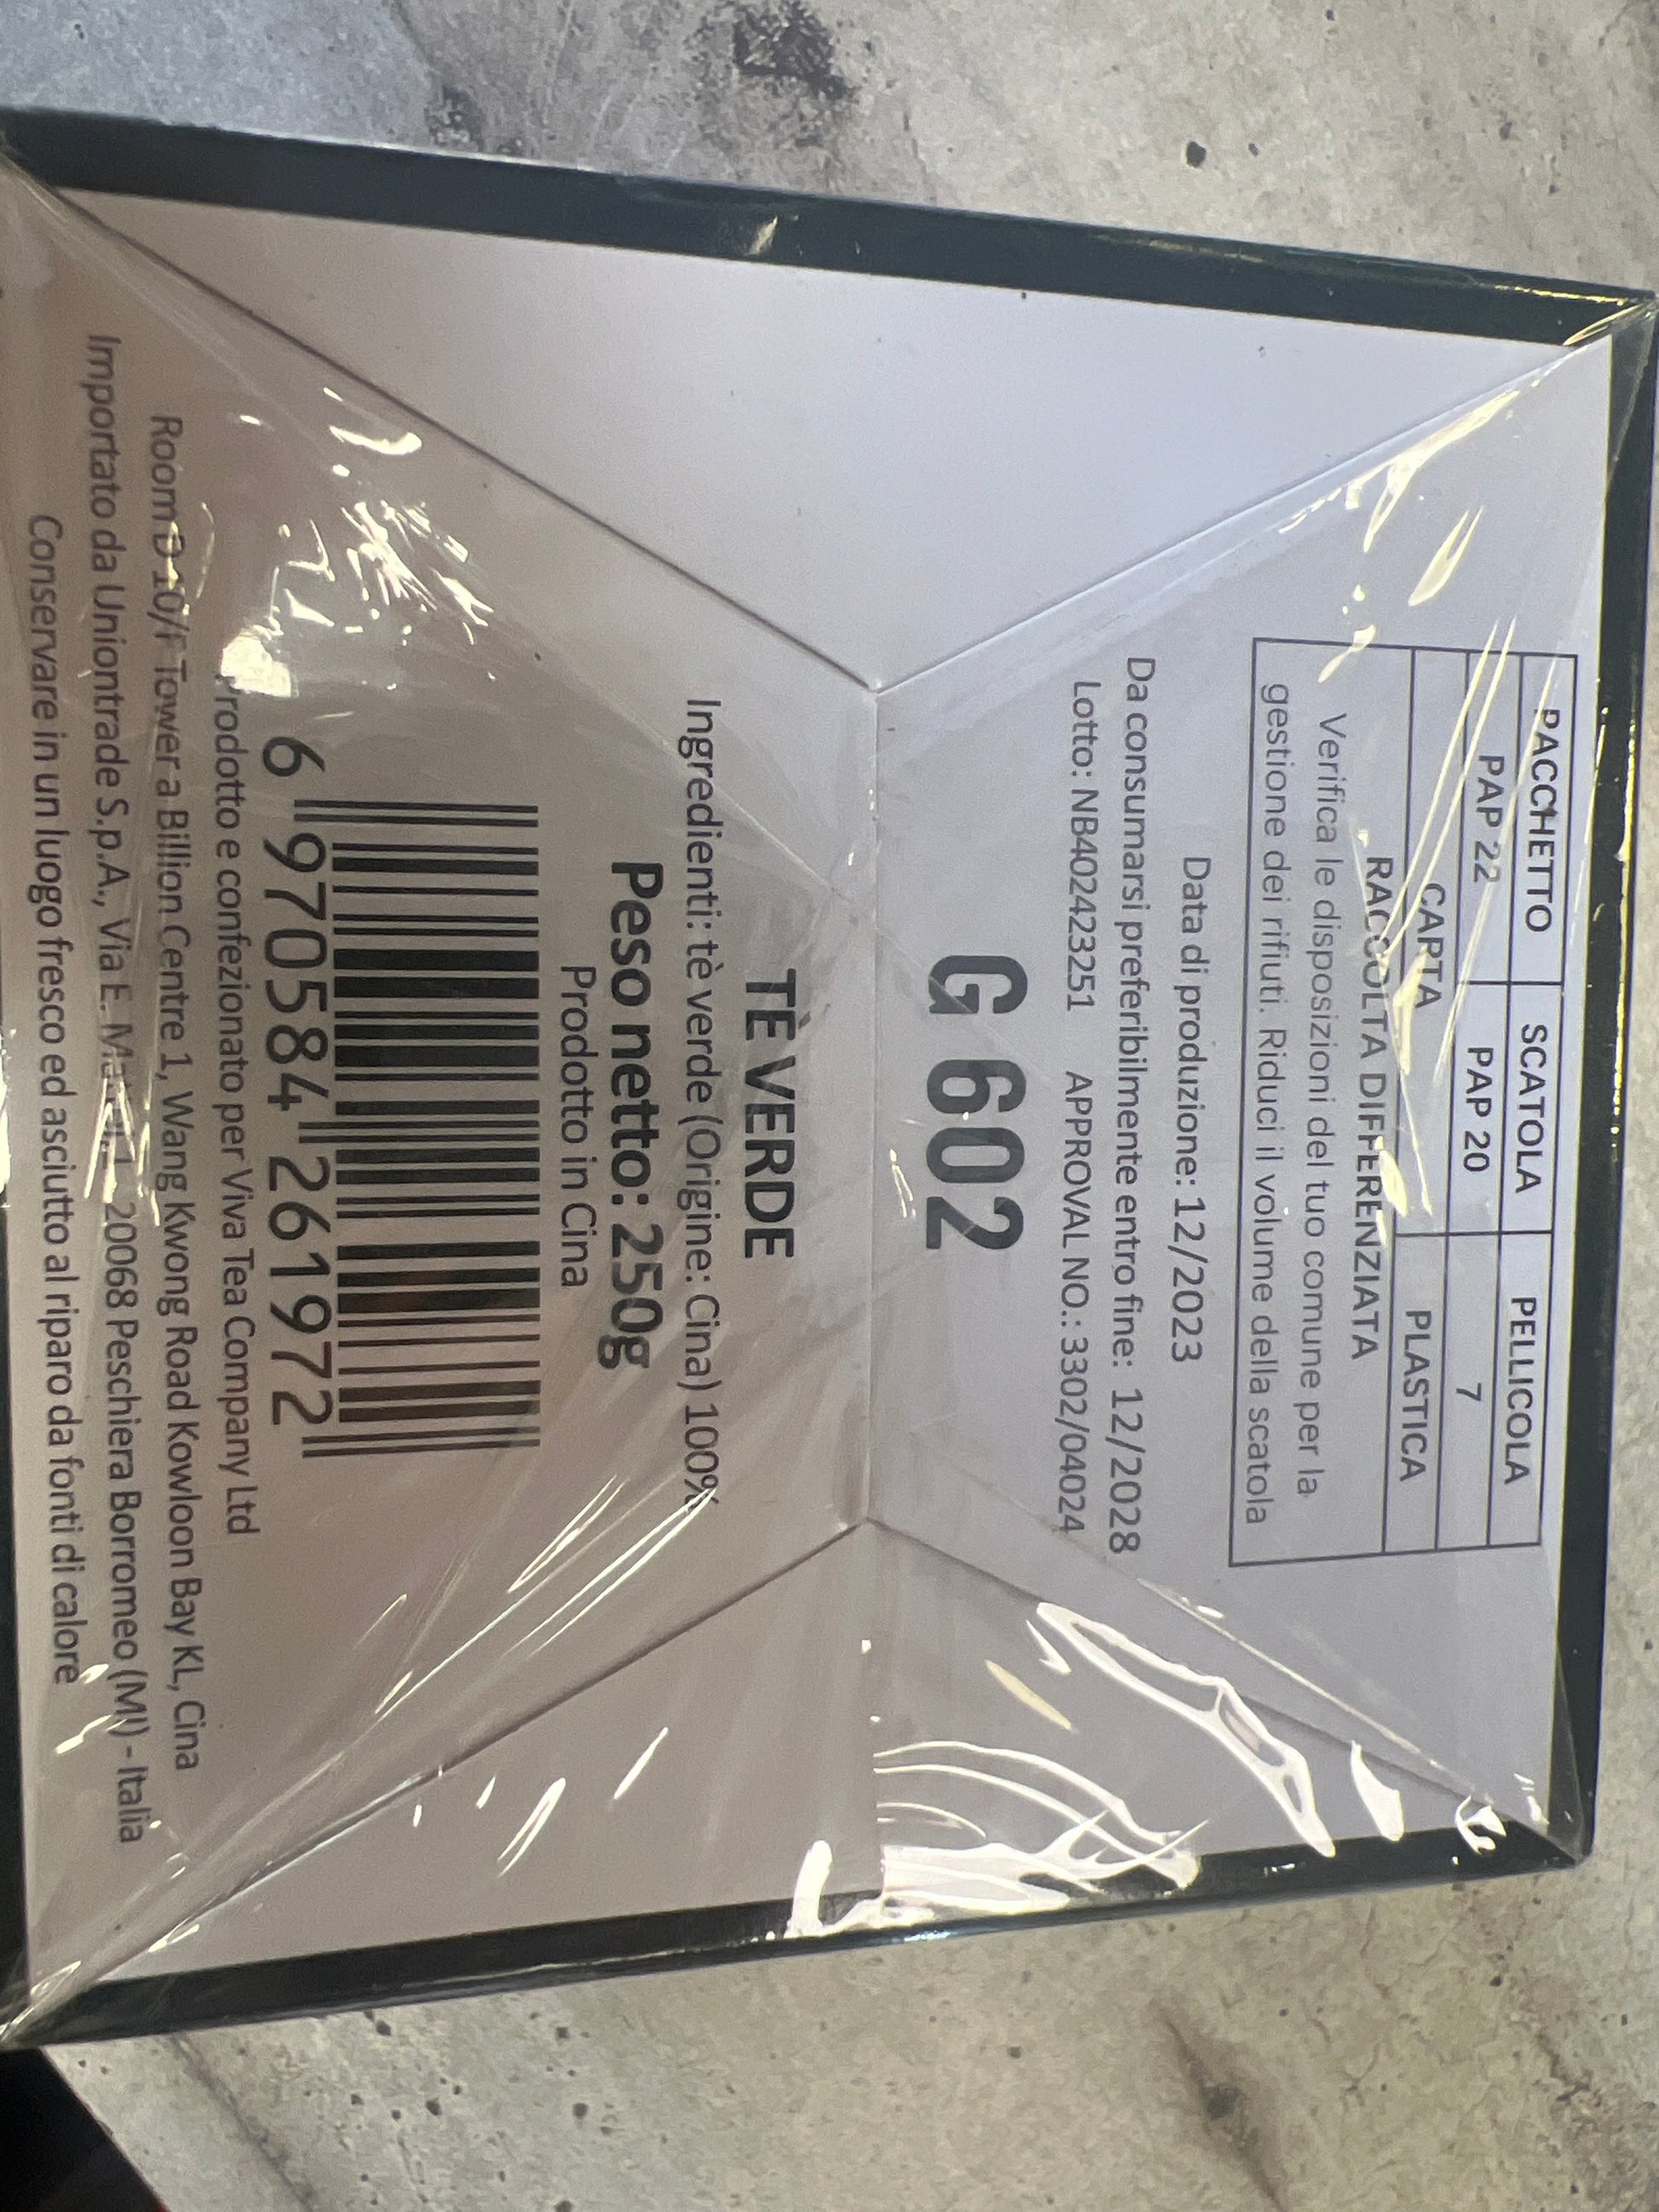 PACCHETTO SCATOLA PELLICOLA
PAP 22 PAP 20 7
CARTA PLASTICA
RACCOLTA DIFFERENZIATA
Verifica le disposizioni del tuo comune per la
gestione dei rifiuti. Riduci il volume della scatola
Data di produzione: 12/2023
Da consumarsi preferibilmente entro fine: 12/2028
Lotto: NB402423251 APPROVAL NO.: 3302/04024
G 602
TE VERDE
Ingredienti: tè verde (Origine: Cina) 100%
Peso netto: 250g
Prodotto in Cina
6 970584 261972
Prodotto e confezionato per Viva Tea Company Ltd
Room D 10/F Tower a Billion Centre 1, Wang Kwong Road Kowloon Bay KL, Cina
Importato da Uniontrade S.p.A., Via E. 20068 Peschiera Borromeo (MI) - Italia
Conservare in un luogo fresco ed asciutto al riparo da fonti di calore